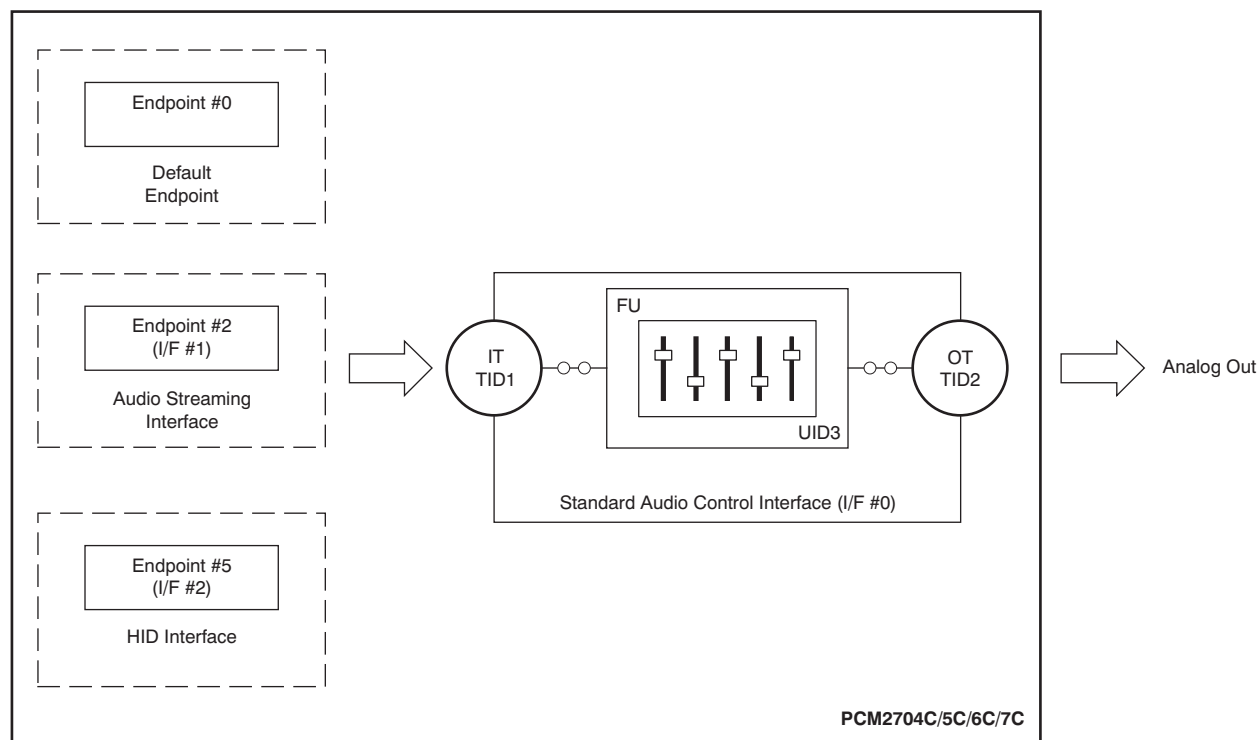 Endpoint #0
Default
Endpoint
Endpoint #2
(I/F #1)
Audio Streaming
Interface
Endpoint #5
(I/F #2)
HID Interface
IT
TID1
FU
UID3
OT
TID2
Standard Audio Control Interface (I/F #0)
Analog Out
PCM2704C/5C/6C/7C